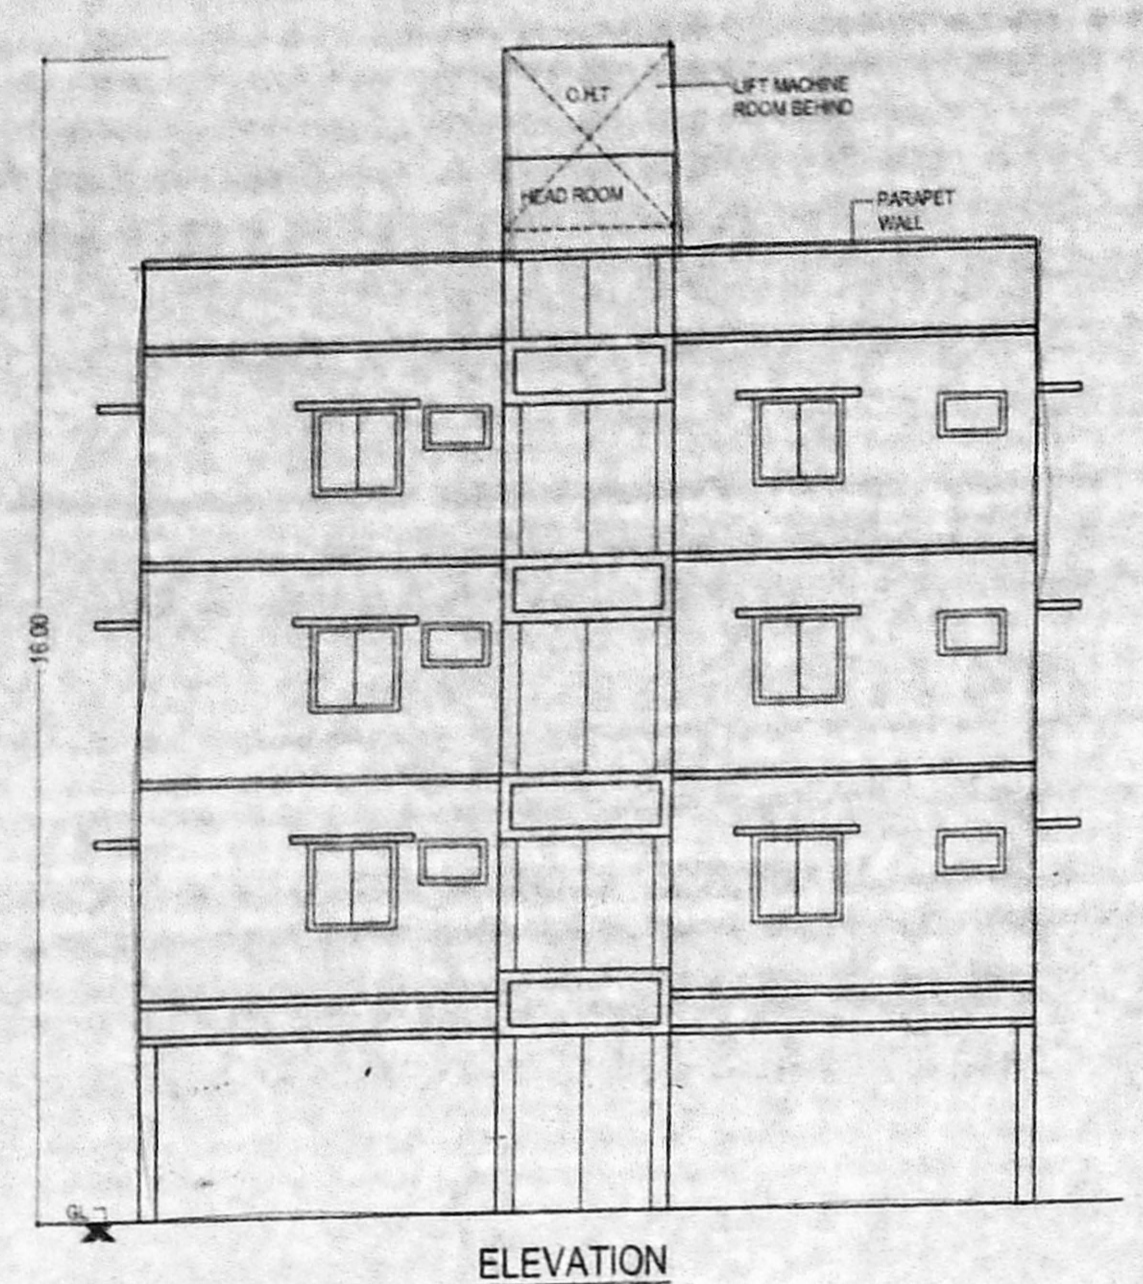 O.H.T
LIFT MACHINE
ROOM BEHIND
HEAD ROOM
PARAPET
WALL
16.00
GL
ELEVATION